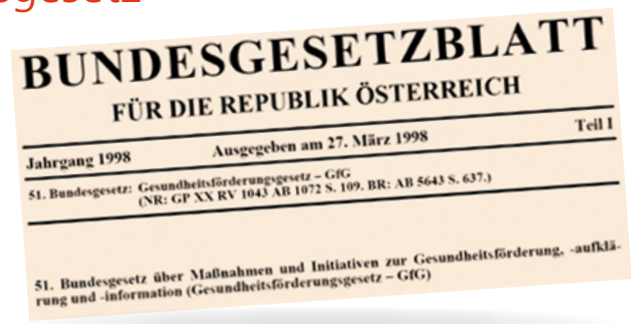 gesetz
BUNDESGESETZBLATT
FÜR DIE REPUBLIK ÖSTERREICH
Jahrgang 1998 Ausgegeben am 27. März 1998 Teil I
51. Bundesgesetz: Gesundheitsförderungsgesetz – GfG
(NR: GP XX RV 1043 AB 1072 S. 109. BR: AB 5643 S. 637.)
51. Bundesgesetz über Maßnahmen und Initiativen zur Gesundheitsförderung, -aufklä-
rung und -information (Gesundheitsförderungsgesetz – GfG)